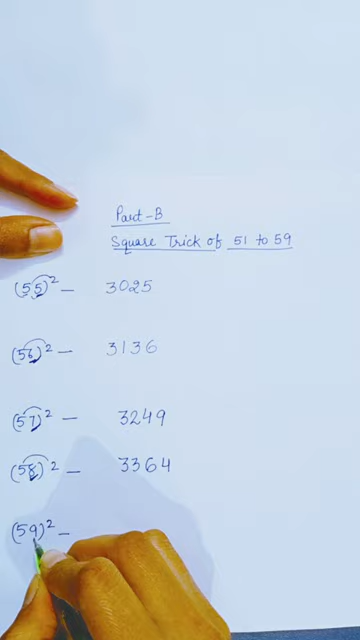 Part-B
Square Trick of 51 to 59
(55)² – 3025
(56)² – 3136
(57)² – 3249
(58)² – 3364
(59)² –